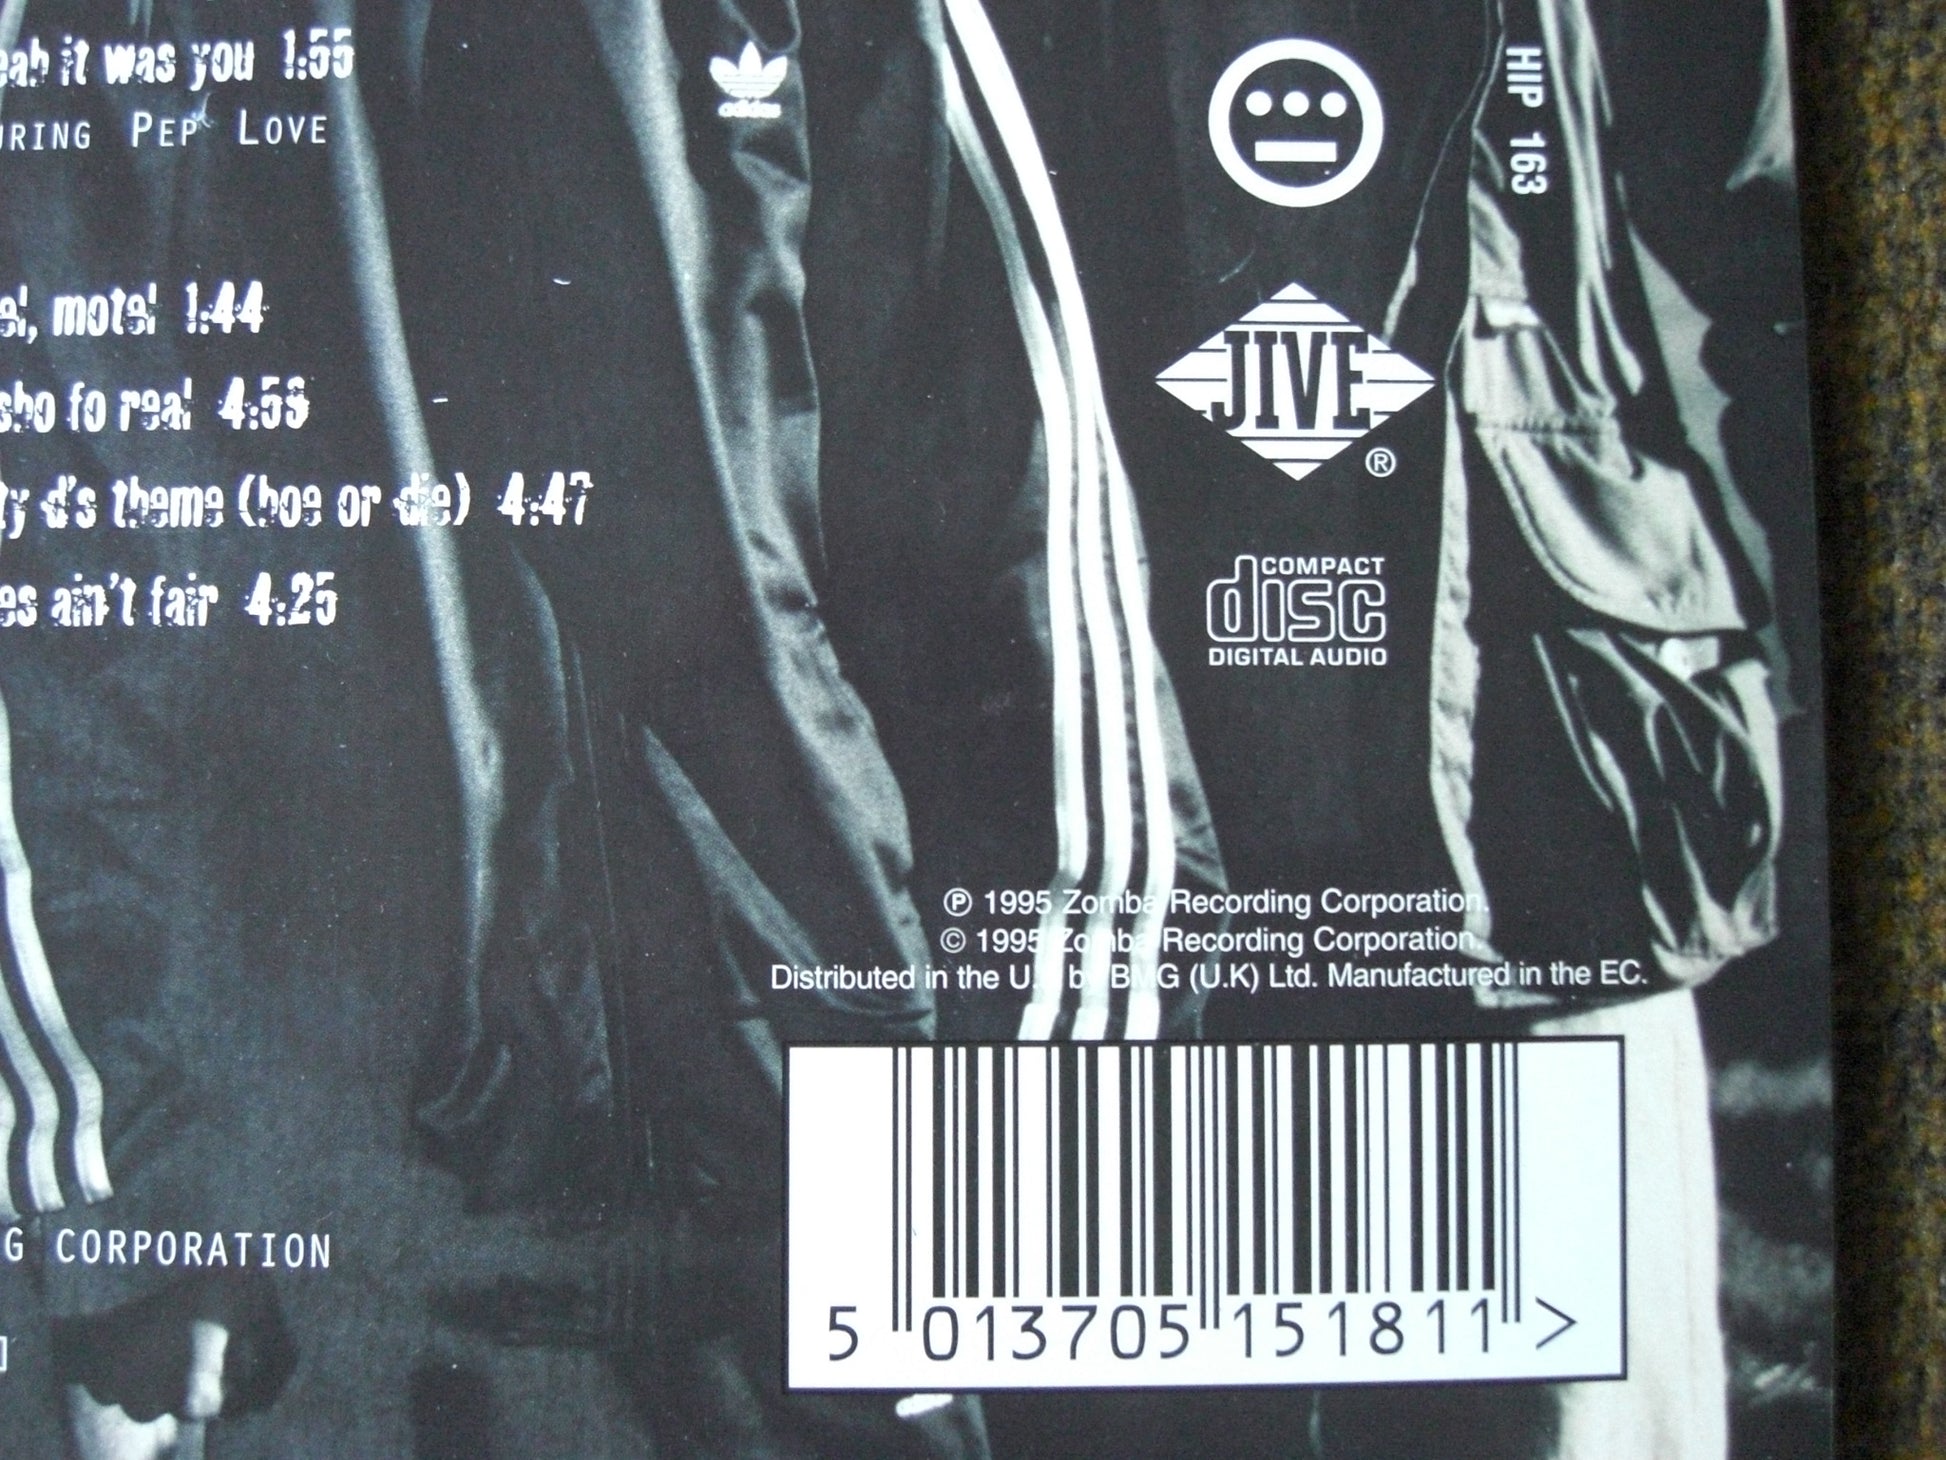 eah it was you 1:55
URING PEP LOVE
el, motel 1:44
sho fo real 4:58
ty d's theme (hoe or die) 4:47
es ain't fair 4:25
G CORPORATION
adidas
HIP 163
JIVE
®
COMPACT
disc
DIGITAL AUDIO
℗ 1995 Zomba Recording Corporation.
© 1995 Zomba Recording Corporation.
Distributed in the U.K by BMG (U.K) Ltd. Manufactured in the EC.
5 013705 151811 >